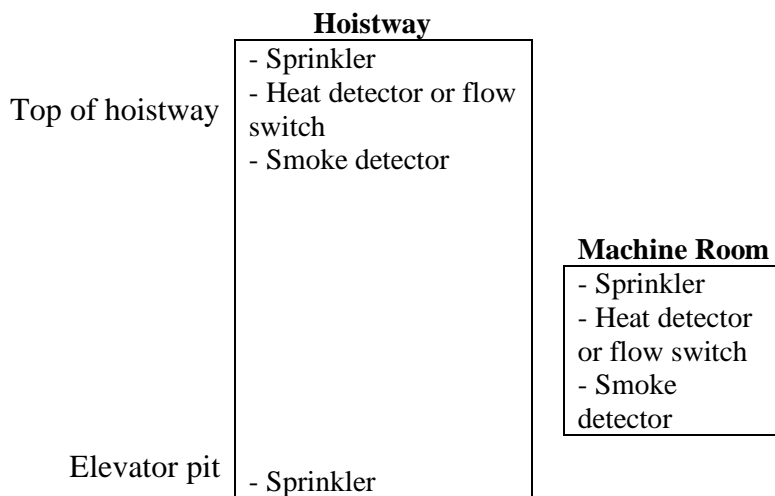 Hoistway
- Sprinkler
- Heat detector or flow
switch
- Smoke detector
Top of hoistway
Machine Room
- Sprinkler
- Heat detector
or flow switch
- Smoke
detector
Elevator pit
- Sprinkler